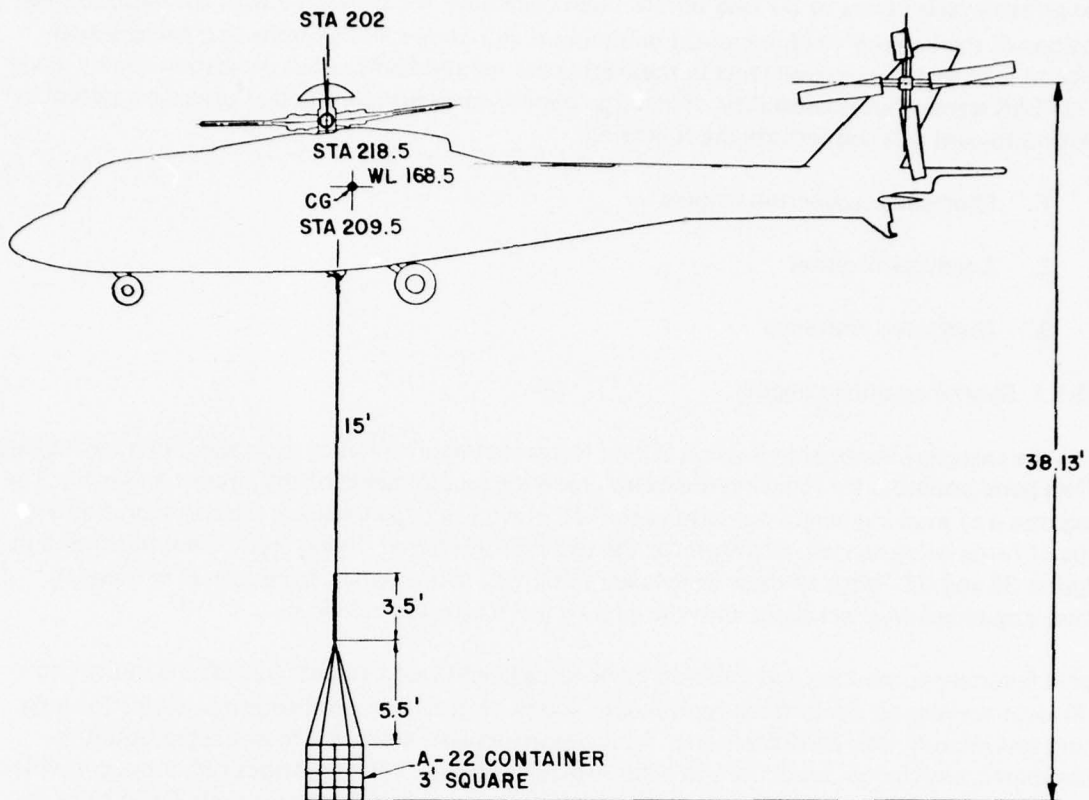 STA 202
STA 218.5
WL 168.5
CG
STA 209.5
15'
38.13'
3.5'
5.5'
A-22 CONTAINER
3' SQUARE